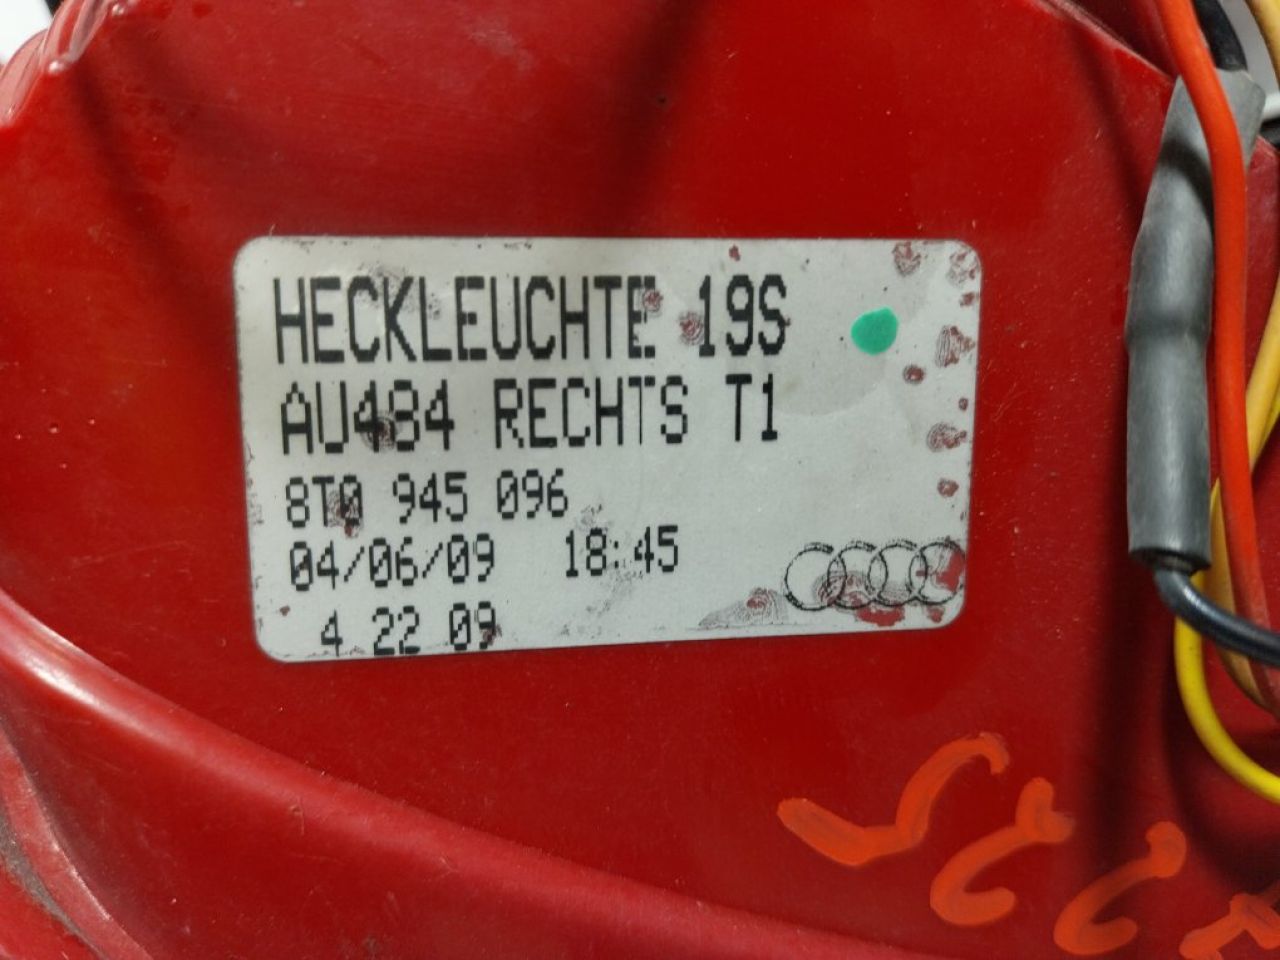 HECKLEUCHTE 19S
AU484 RECHTS T1
8T0 945 096
04/06/09 18:45
4 22 09